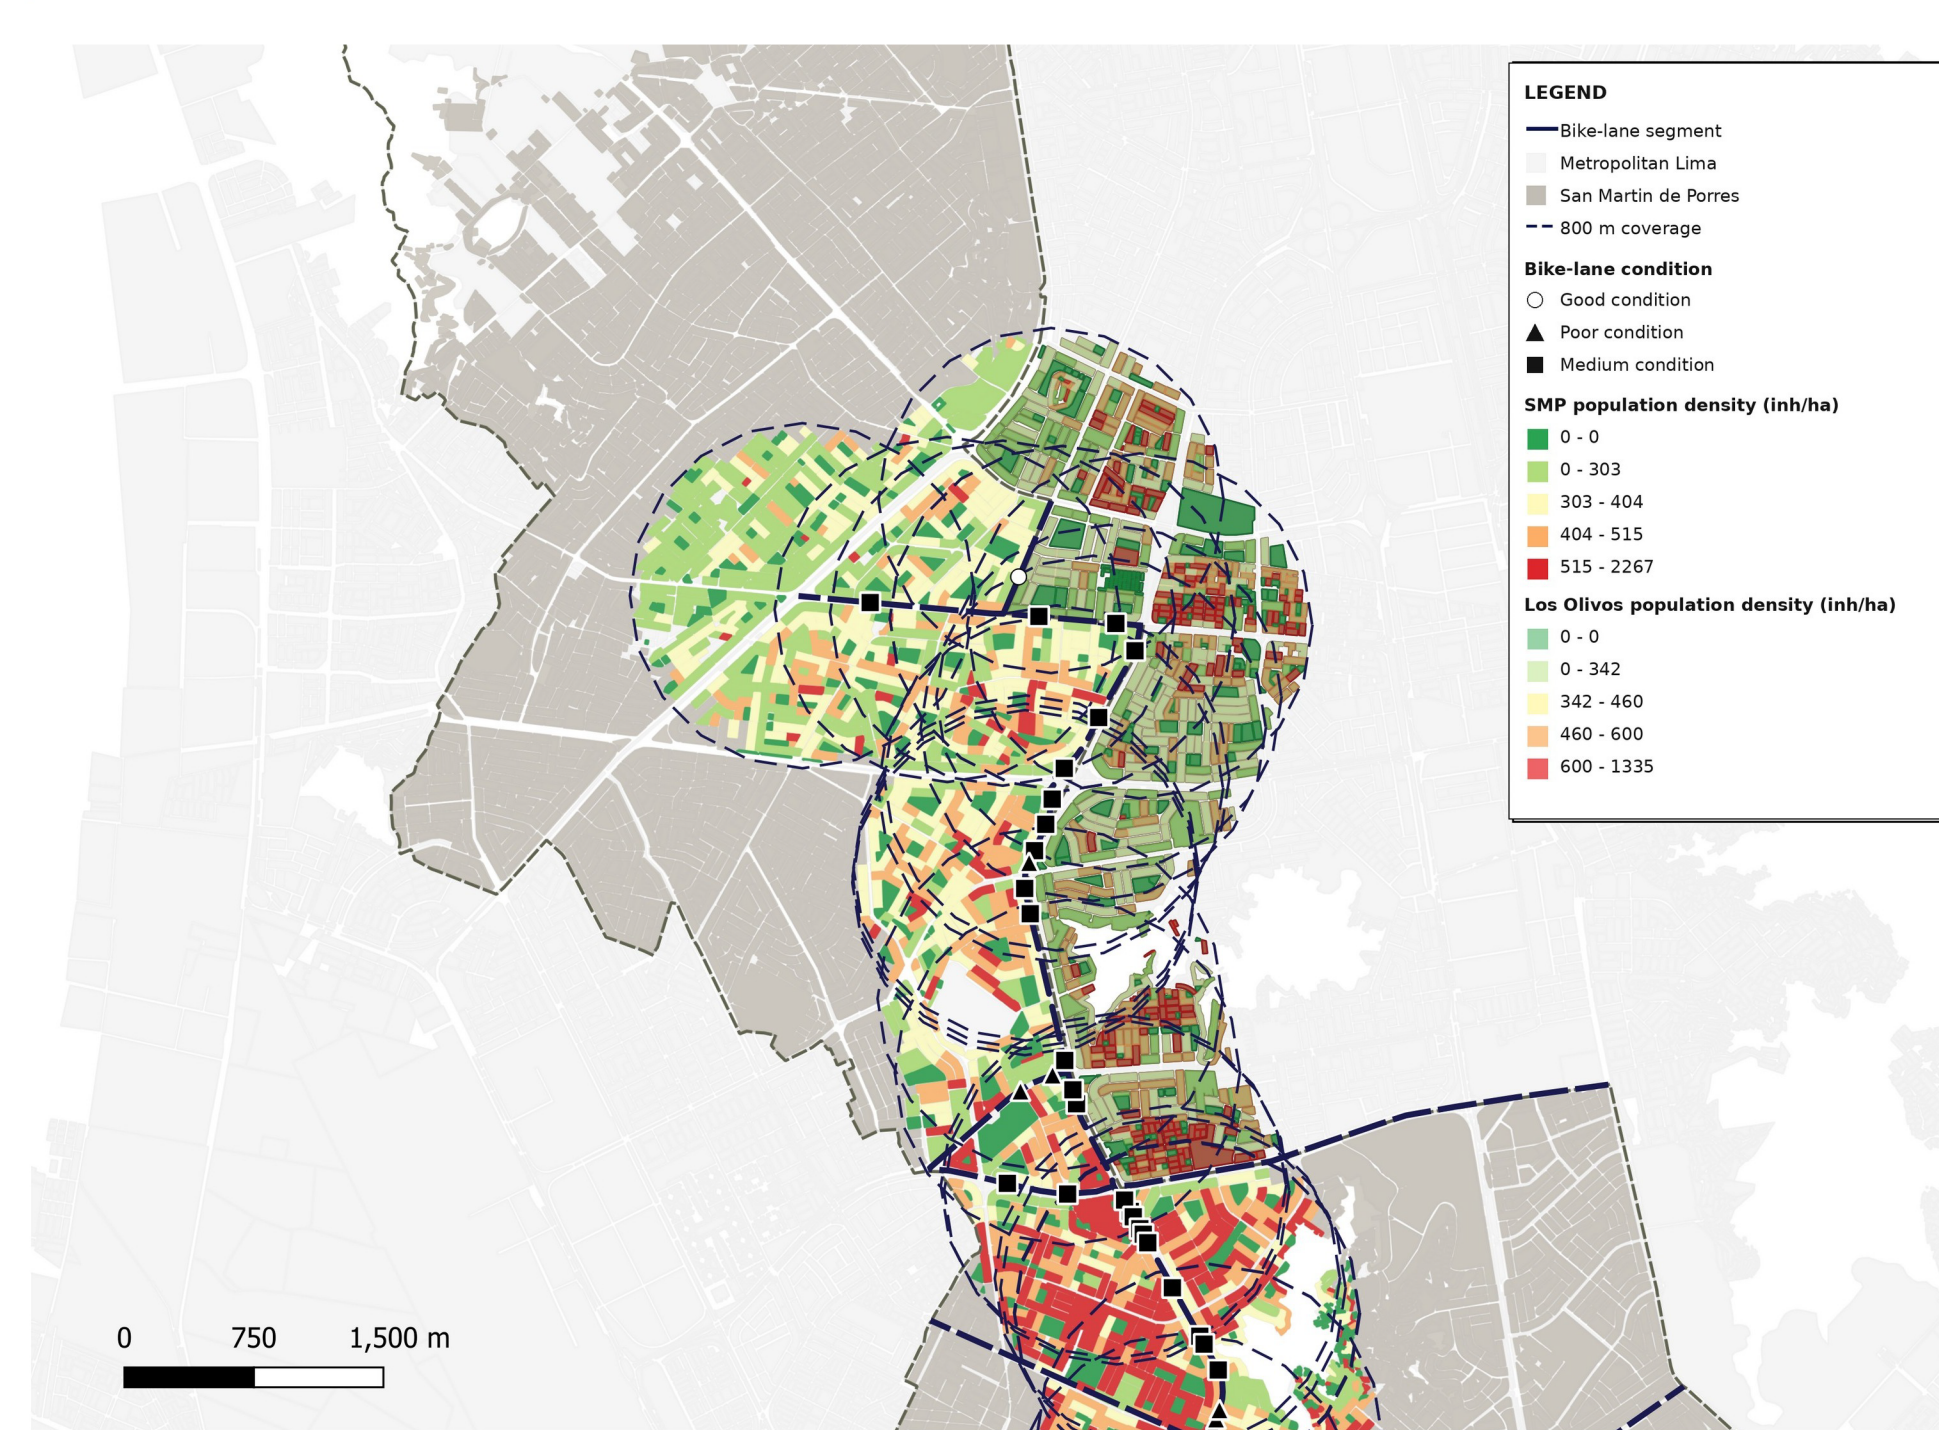 LEGEND
Bike-lane segment
Metropolitan Lima
San Martin de Porres
800 m coverage
Bike-lane condition
Good condition
Poor condition
Medium condition
SMP population density (inh/ha)
0 - 0
0 - 303
303 - 404
404 - 515
515 - 2267
Los Olivos population density (inh/ha)
0 - 0
0 - 342
342 - 460
460 - 600
600 - 1335
0 750 1,500 m